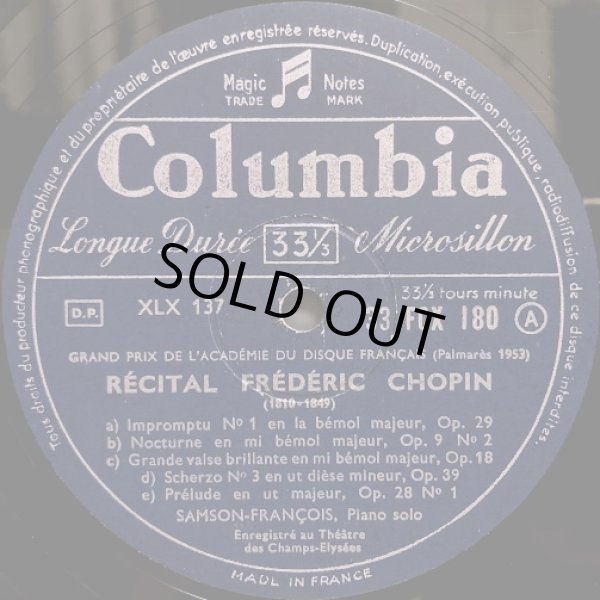 Tous droits du producteur phonographique et du propriétaire de l'œuvre enregistrée réservés. Duplication, exécution publique, radiodiffusion de ce disque interdites.
Magic Notes
TRADE MARK
Columbia
Longue Durée 33⅓ Microsillon
SOLD OUT
33⅓ tours minute
D.P. XLX 137 180 A
GRAND PRIX DE L'ACADÉMIE DU DISQUE FRANÇAIS (Palmarès 1953)
RÉCITAL FRÉDÉRIC CHOPIN
(1810-1849)
a) Impromptu No 1 en la bémol majeur, Op. 29
b) Nocturne en mi bémol majeur, Op. 9 No 2
c) Grande valse brillante en mi bémol majeur, Op. 18
d) Scherzo No 3 en ut dièse mineur, Op. 39
e) Prélude en ut majeur, Op. 28 No 1
SAMSON-FRANÇOIS, Piano solo
Enregistré au Théâtre
des Champs-Elysées
MADE IN FRANCE